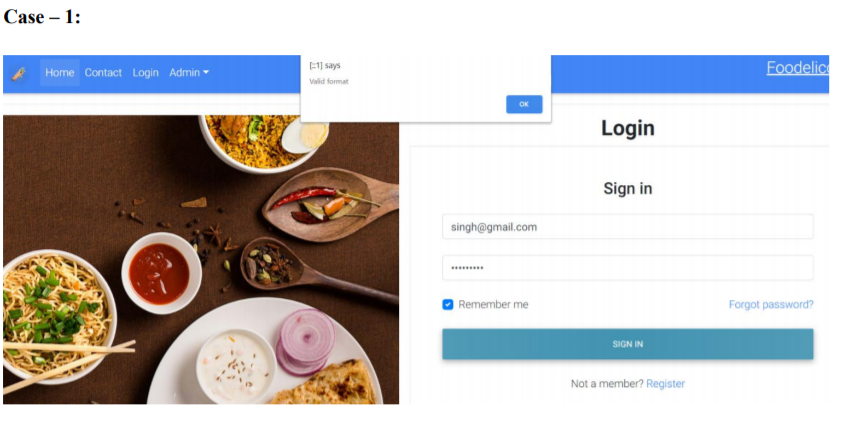 Case – 1:
Home Contact Login Admin
[::1] says
Valid format
OK
Foodelico
Login
Sign in
singh@gmail.com
•••••••••
Remember me
Forgot password?
SIGN IN
Not a member? Register